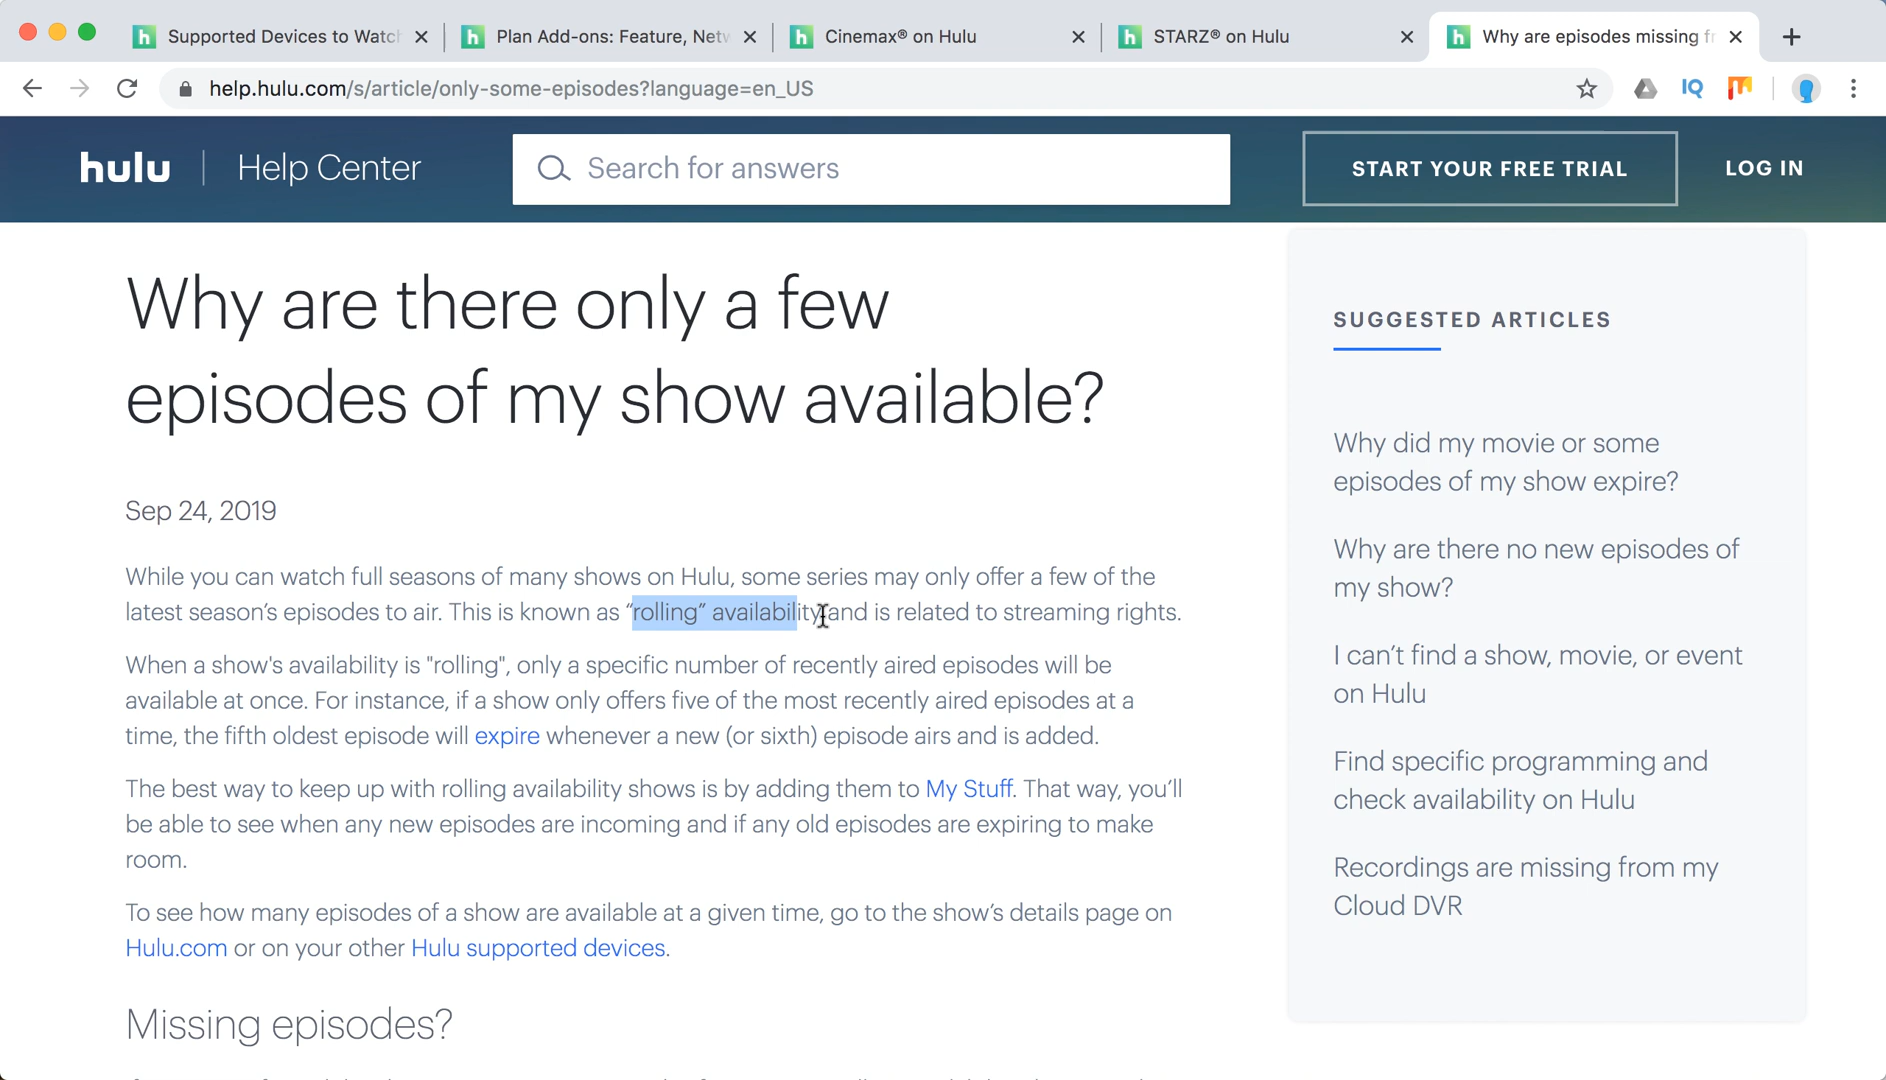 Supported Devices to Watc
Plan Add-ons: Feature, Netw
Cinemax® on Hulu
STARZ® on Hulu
Why are episodes missing fr
help.hulu.com/s/article/only-some-episodes?language=en_US
IQ
hulu | Help Center
Search for answers
START YOUR FREE TRIAL
LOG IN
Why are there only a few
episodes of my show available?
Sep 24, 2019
While you can watch full seasons of many shows on Hulu, some series may only offer a few of the
latest season’s episodes to air. This is known as “rolling” availability and is related to streaming rights.
When a show's availability is "rolling", only a specific number of recently aired episodes will be
available at once. For instance, if a show only offers five of the most recently aired episodes at a
time, the fifth oldest episode will expire whenever a new (or sixth) episode airs and is added.
The best way to keep up with rolling availability shows is by adding them to My Stuff. That way, you’ll
be able to see when any new episodes are incoming and if any old episodes are expiring to make
room.
To see how many episodes of a show are available at a given time, go to the show’s details page on
Hulu.com or on your other Hulu supported devices.
Missing episodes?
SUGGESTED ARTICLES
Why did my movie or some
episodes of my show expire?
Why are there no new episodes of
my show?
I can’t find a show, movie, or event
on Hulu
Find specific programming and
check availability on Hulu
Recordings are missing from my
Cloud DVR